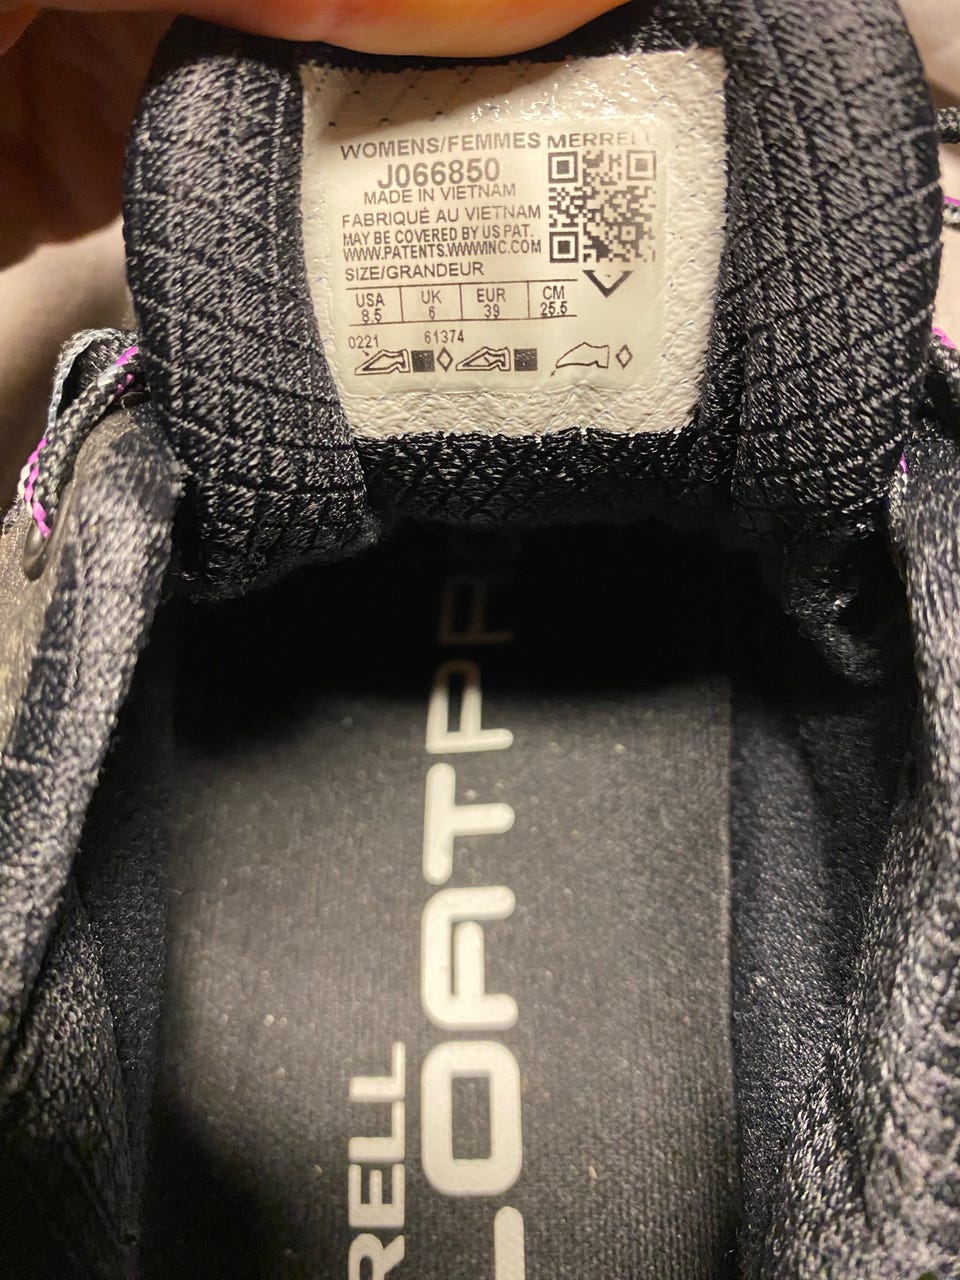 WOMENS/FEMMES MERRELL
J066850
MADE IN VIETNAM
FABRIQUÉ AU VIETNAM
MAY BE COVERED BY US PAT.
WWW.PATENTS.WWWINC.COM
SIZE/GRANDEUR
USA UK EUR CM
8.5 6 39 25.5
0221 61374
RELL
LOATPRO